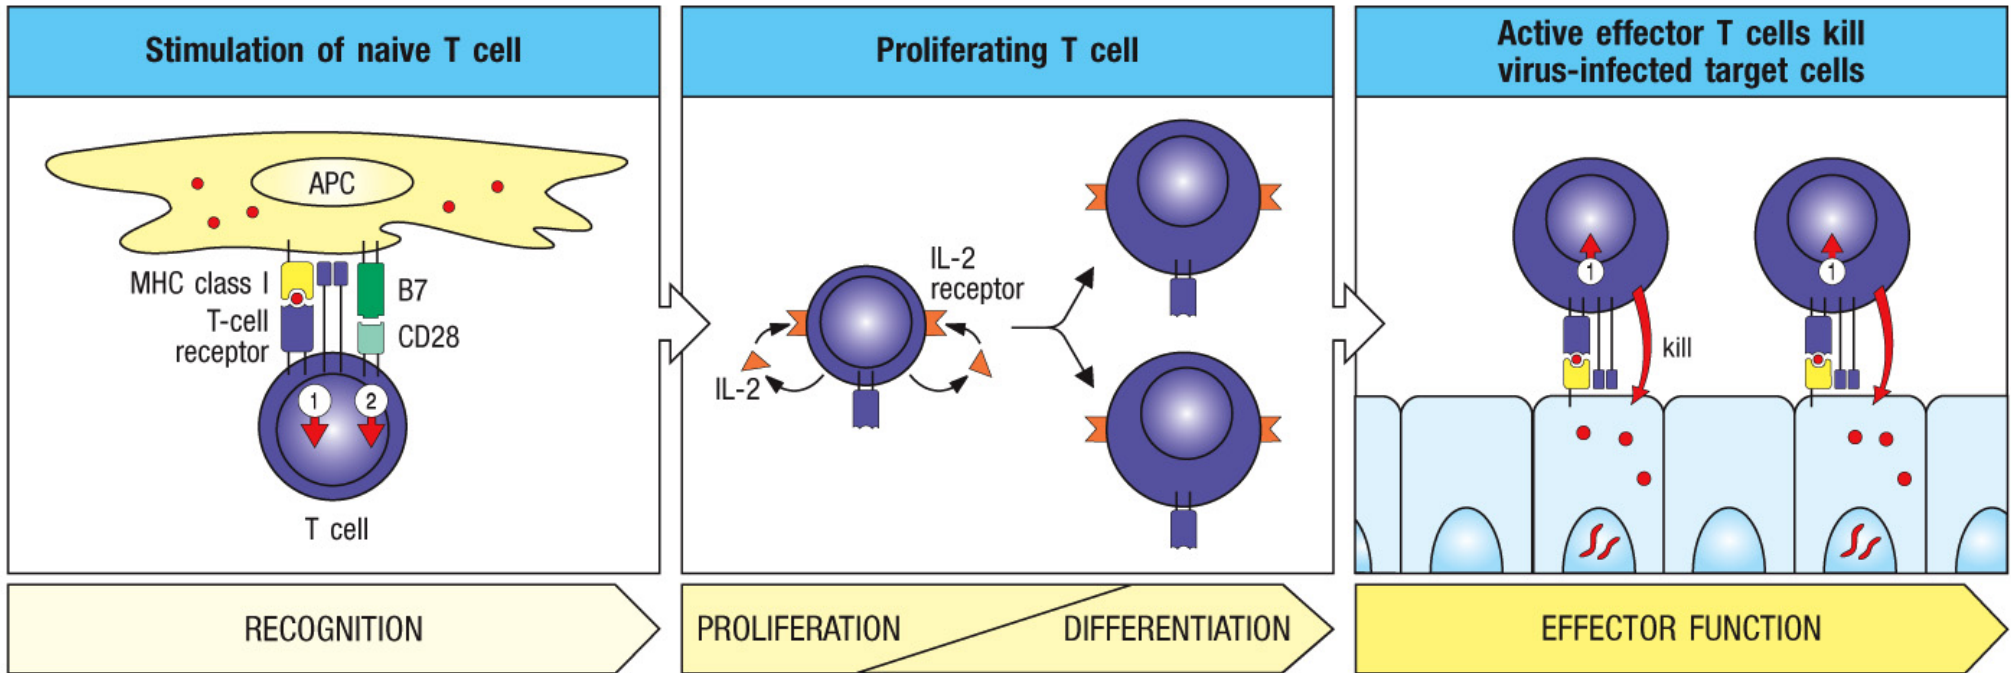 Stimulation of naive T cell
APC
MHC class I
T-cell
receptor
B7
CD28
1
2
T cell
RECOGNITION
Proliferating T cell
IL-2
receptor
IL-2
PROLIFERATION
DIFFERENTIATION
Active effector T cells kill
virus-infected target cells
1
1
kill
EFFECTOR FUNCTION